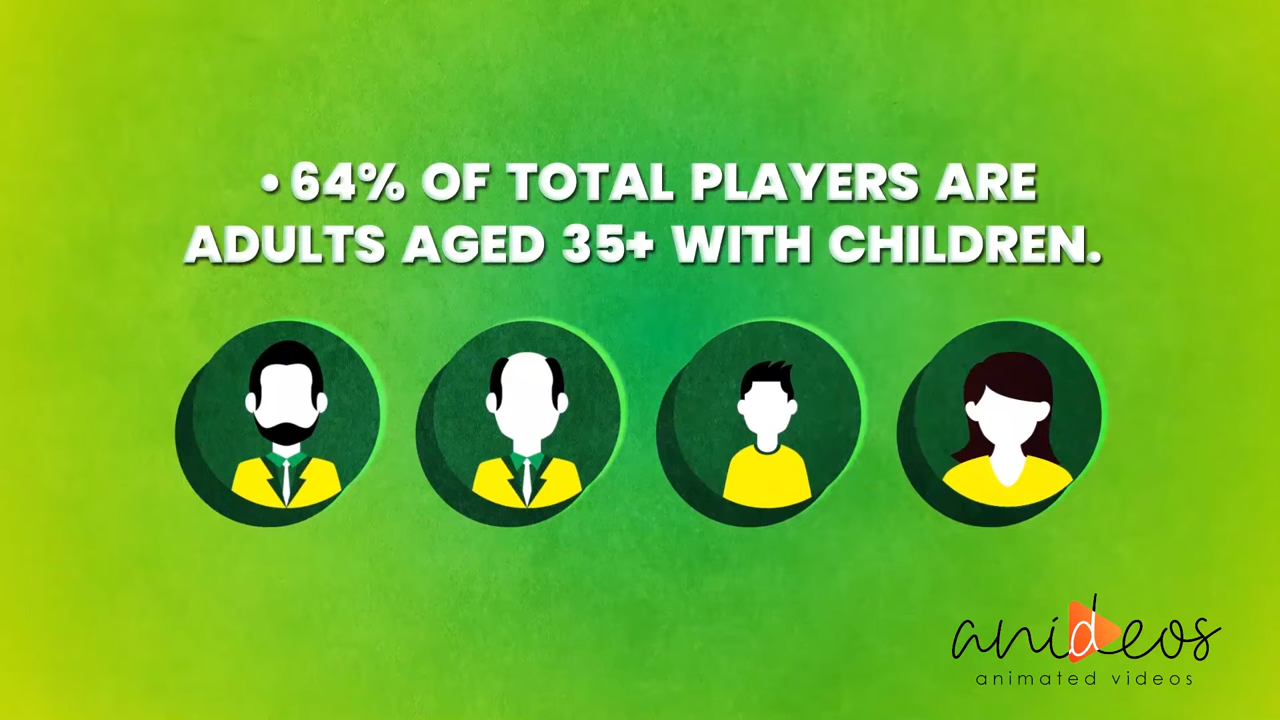 • 64% OF TOTAL PLAYERS ARE
ADULTS AGED 35+ WITH CHILDREN.
anideos
animated videos